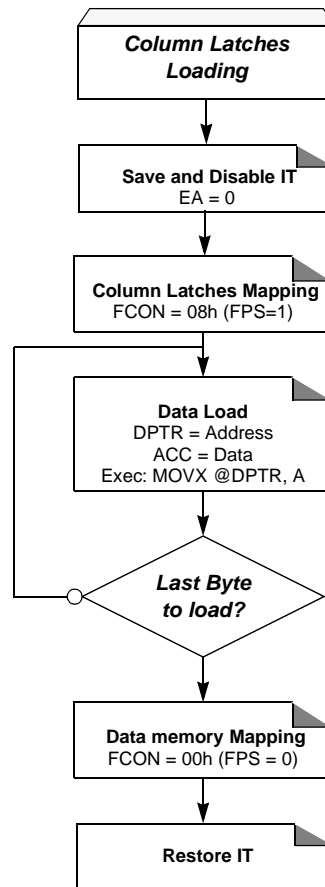 Column Latches
Loading
Save and Disable IT
EA = 0
Column Latches Mapping
FCON = 08h (FPS=1)
Data Load
DPTR = Address
ACC = Data
Exec: MOVX @DPTR, A
Last Byte
to load?
Data memory Mapping
FCON = 00h (FPS = 0)
Restore IT